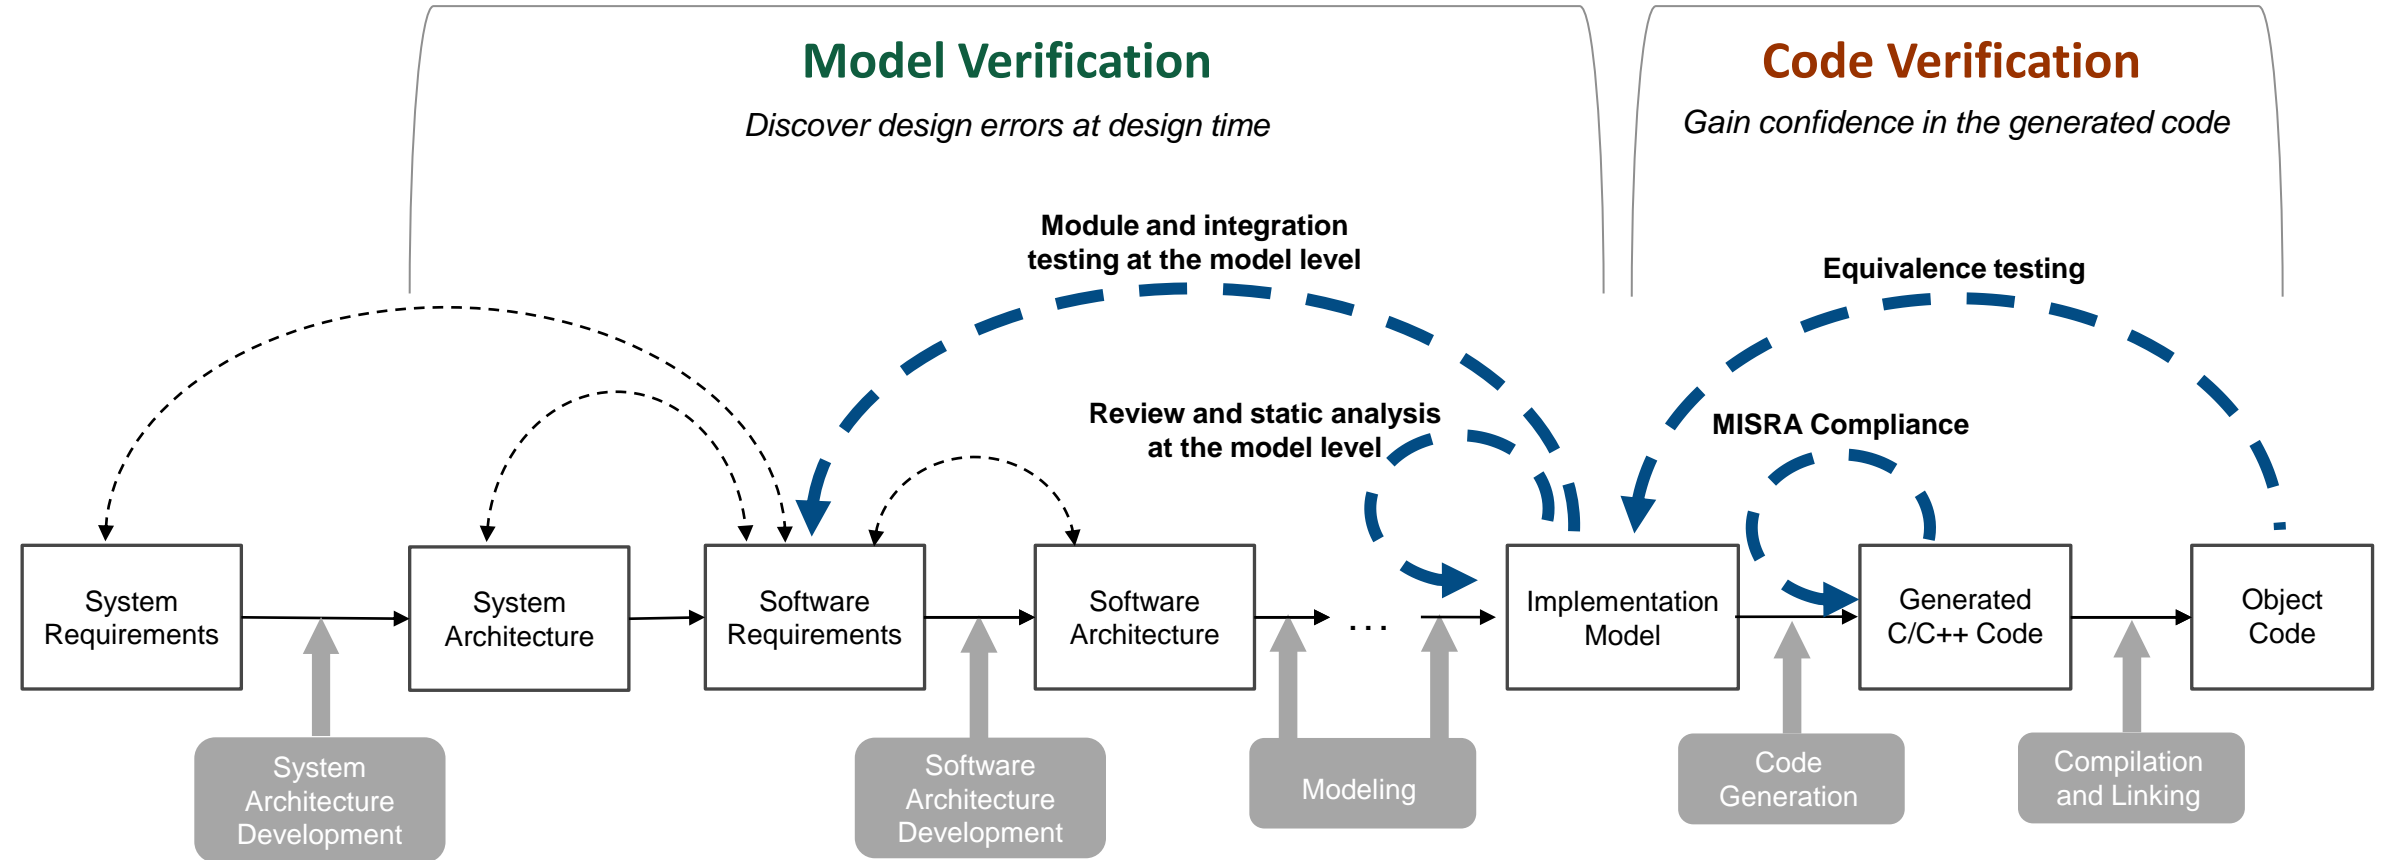 Model Verification
Discover design errors at design time
Code Verification
Gain confidence in the generated code
Module and integration
testing at the model level
Equivalence testing
Review and static analysis
at the model level
MISRA Compliance
System
Requirements
System
Architecture
Software
Requirements
Software
Architecture
...
Implementation
Model
Generated
C/C++ Code
Object
Code
System
Architecture
Development
Software
Architecture
Development
Modeling
Code
Generation
Compilation
and Linking